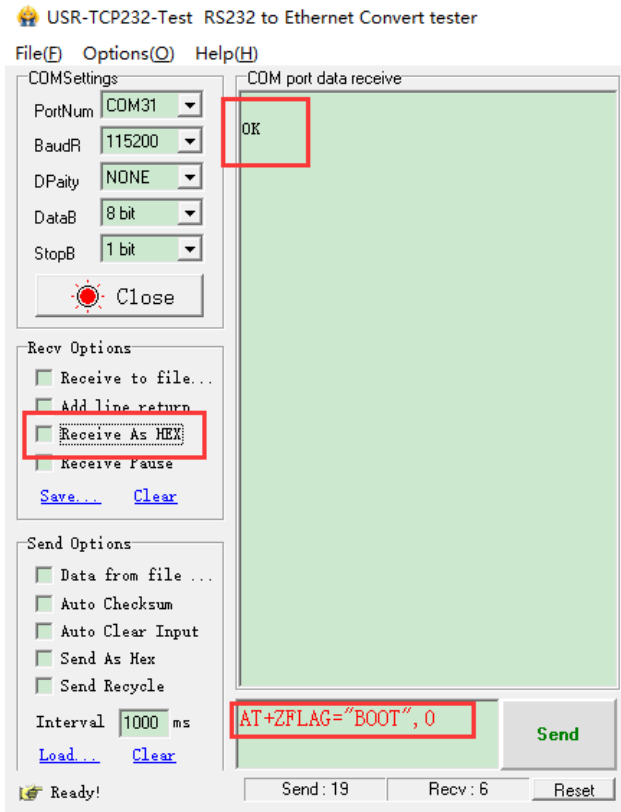 USR-TCP232-Test RS232 to Ethernet Convert tester
File(F) Options(O) Help(H)
COMSettings
PortNum COM31
BaudR 115200
DPaity NONE
DataB 8 bit
StopB 1 bit
Close
Recv Options
Receive to file...
Add line return
Receive As HEX
Receive Pause
Save... Clear
Send Options
Data from file ...
Auto Checksum
Auto Clear Input
Send As Hex
Send Recycle
Interval 1000 ms
Load... Clear
COM port data receive
OK
AT+ZFLAG="BOOT",0
Send
Ready!
Send : 19
Recv : 6
Reset